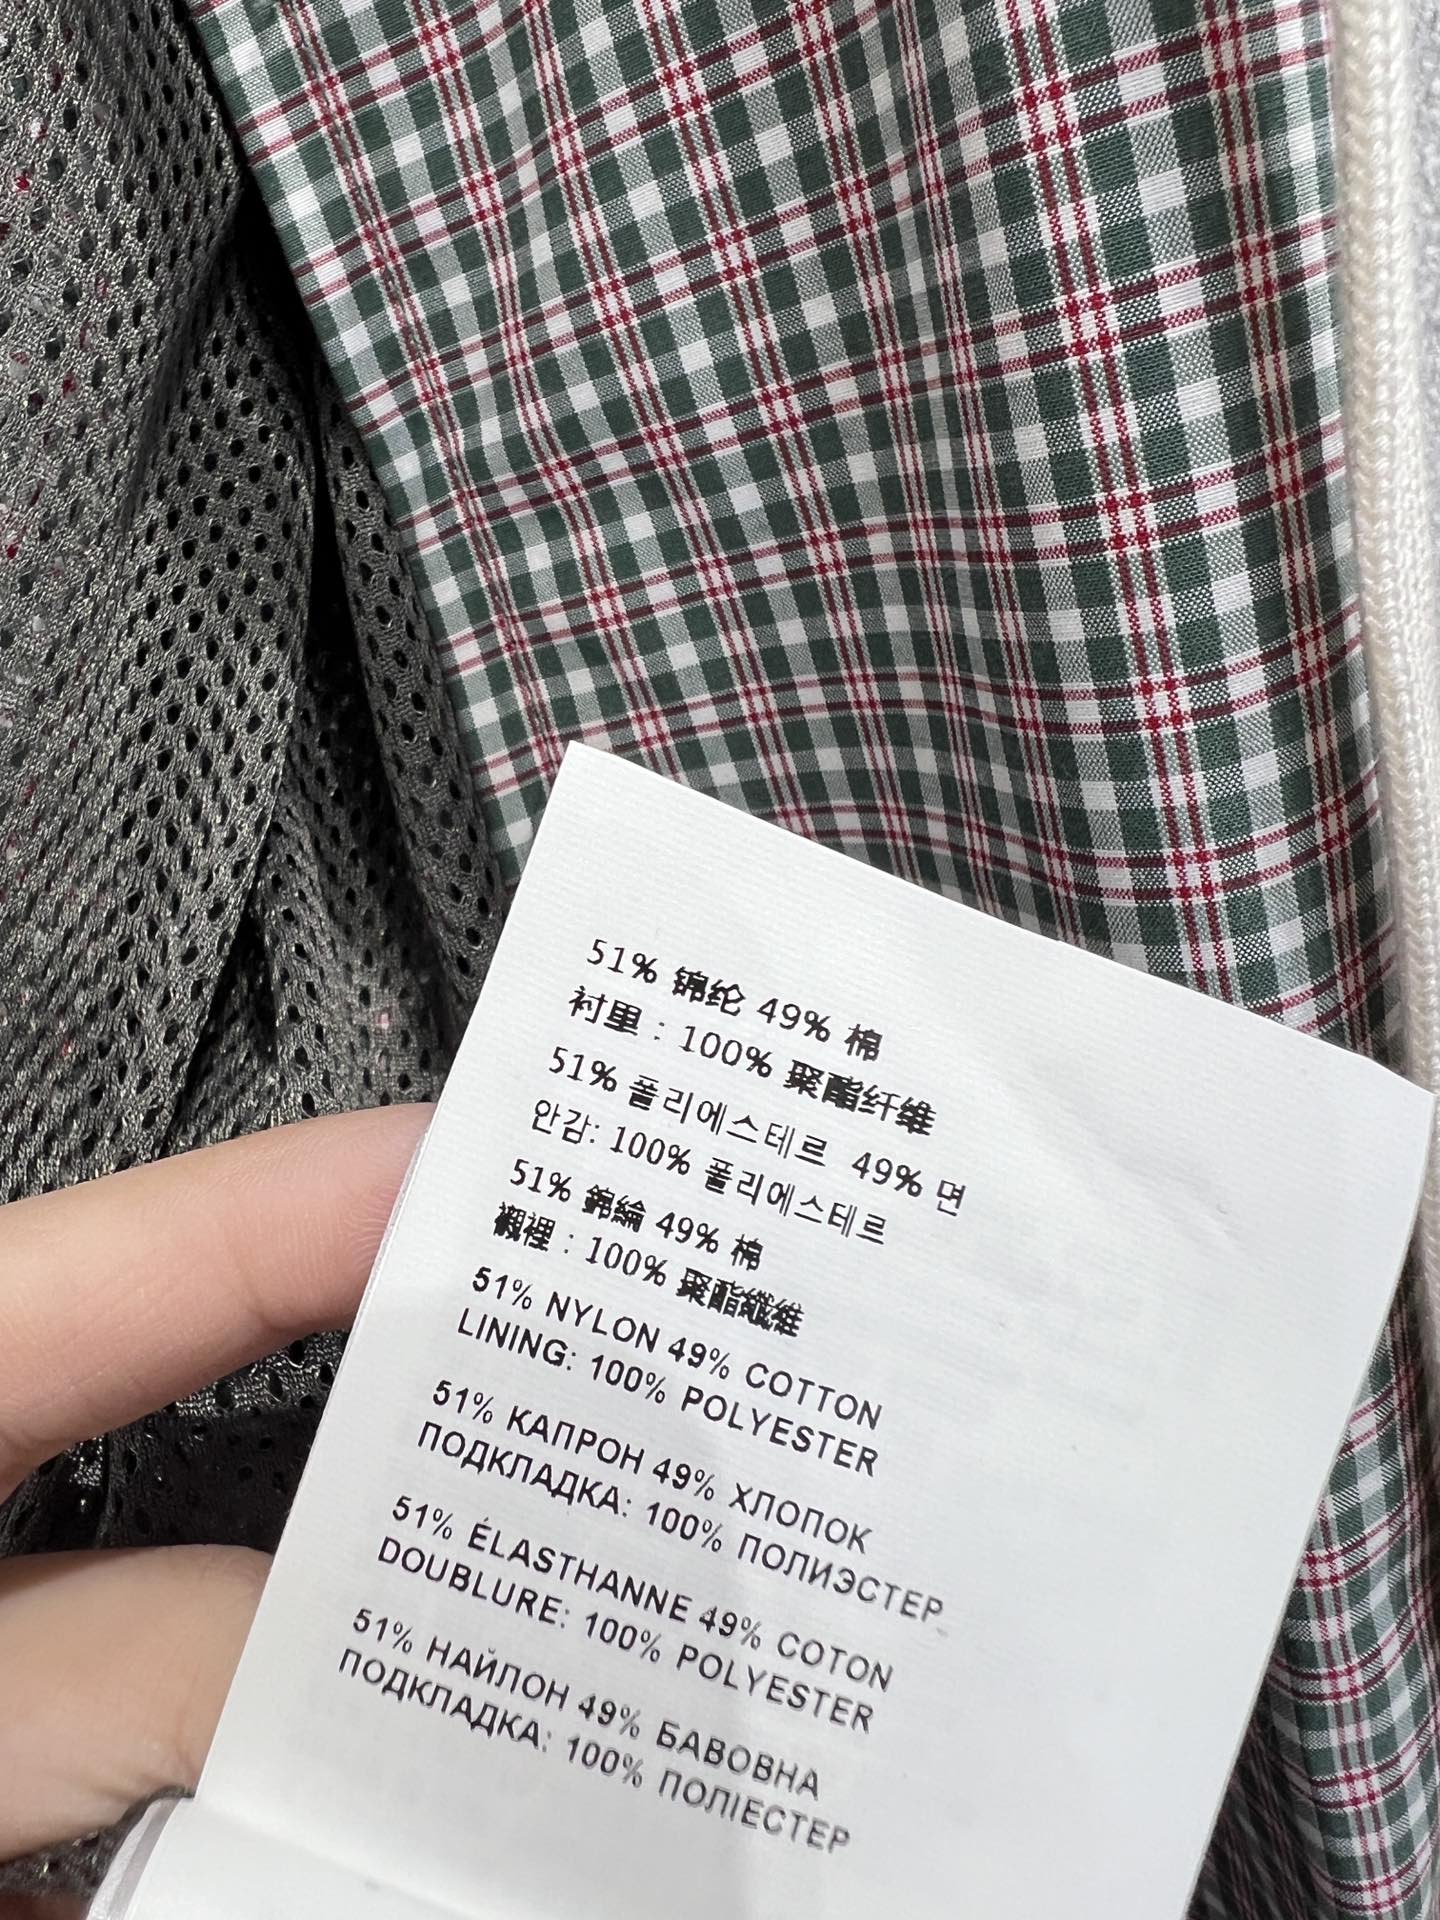 51% 锦纶 49% 棉
衬里：100% 聚酯纤维
51% 폴리에스테르 49% 면
안감: 100% 폴리에스테르
51% 錦綸 49% 棉
襯裡：100% 聚酯纖維
51% NYLON 49% COTTON
LINING: 100% POLYESTER
51% КАПРОН 49% ХЛОПОК
ПОДКЛАДКА: 100% ПОЛИЭСТЕР
51% ÉLASTHANNE 49% COTON
DOUBLURE: 100% POLYESTER
51% НАЙЛОН 49% БАВОВНА
ПОДКЛАДКА: 100% ПОЛІЕСТЕР